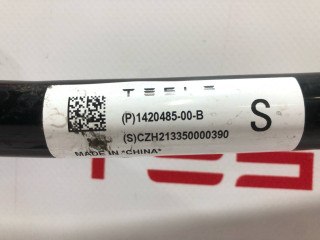 TESLA
(P)1420485-00-B
S
(S)CZH213350000390
MADE IN "CHINA"